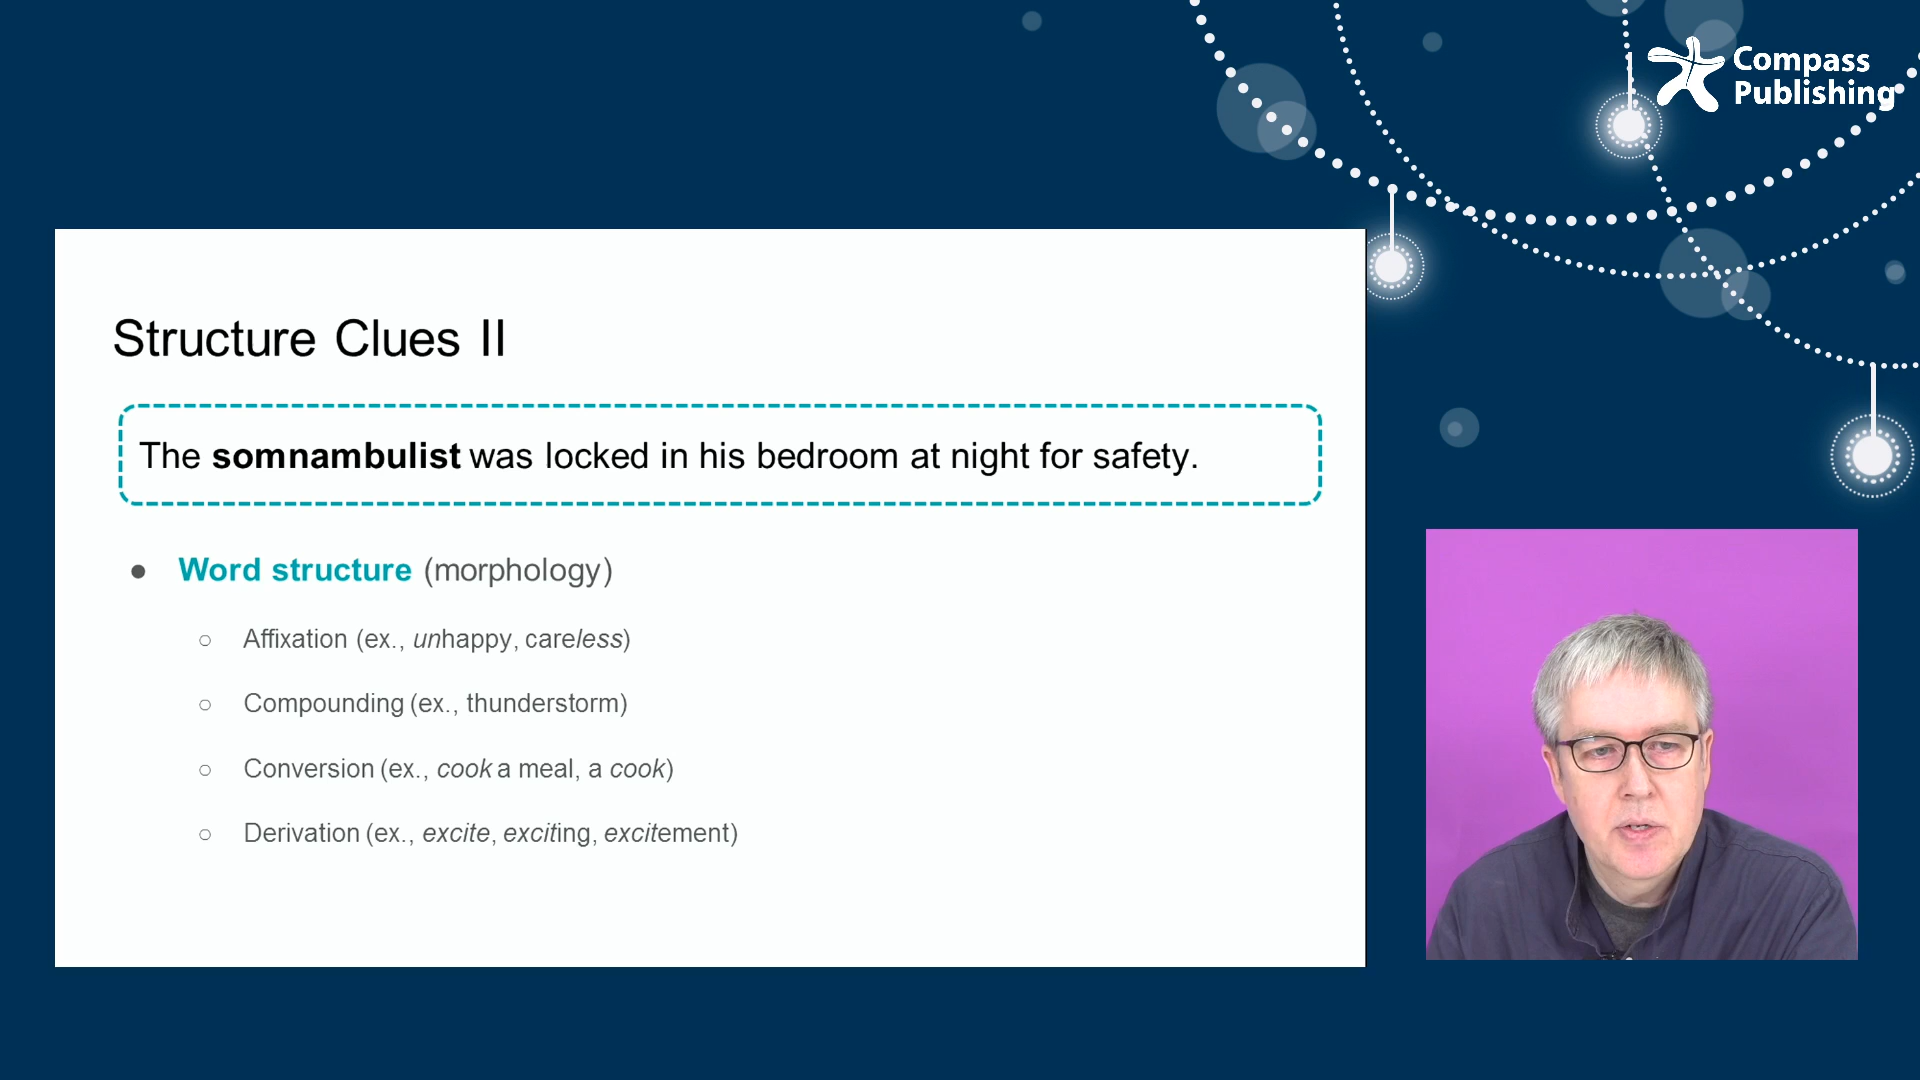 Compass
Publishing
Structure Clues II
The somnambulist was locked in his bedroom at night for safety.
● Word structure (morphology)
○ Affixation (ex., unhappy, careless)
○ Compounding (ex., thunderstorm)
○ Conversion (ex., cook a meal, a cook)
○ Derivation (ex., excite, exciting, excitement)